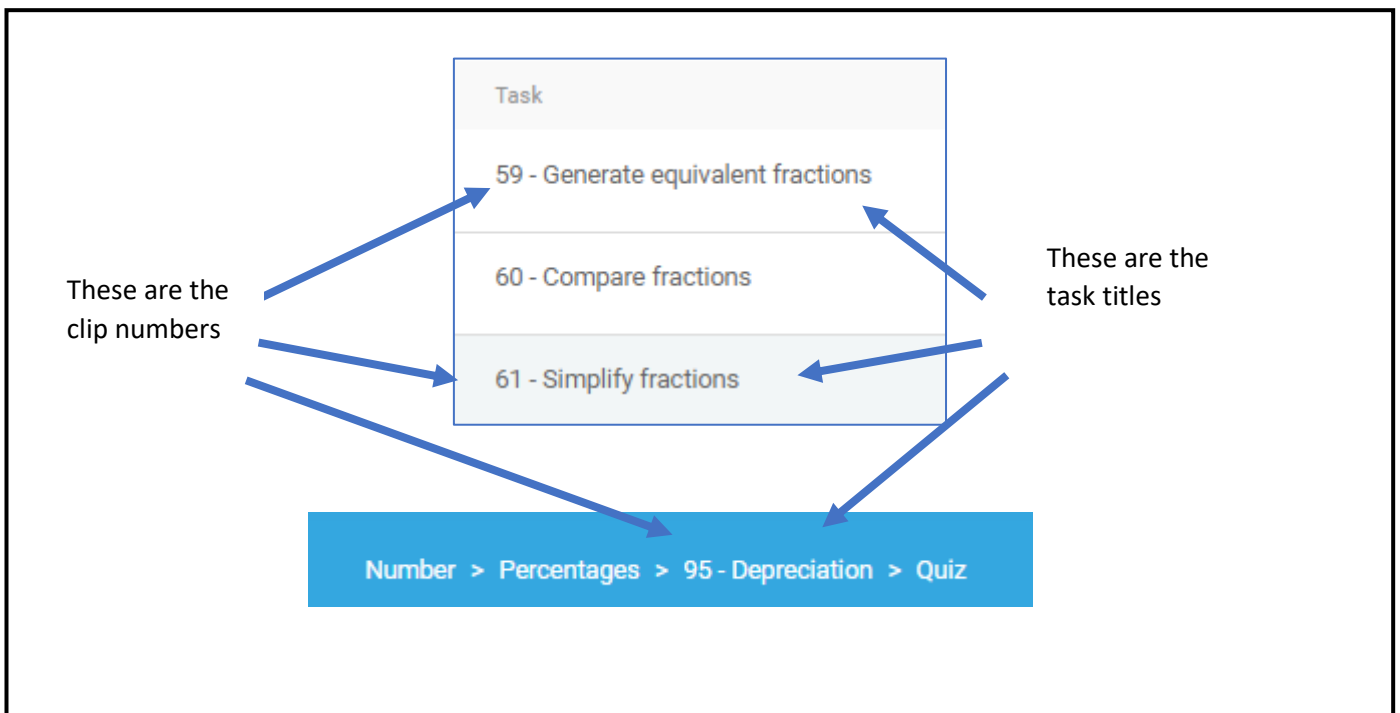 Task
59 - Generate equivalent fractions
60 - Compare fractions
61 - Simplify fractions
These are the
clip numbers
These are the
task titles
Number > Percentages > 95 - Depreciation > Quiz